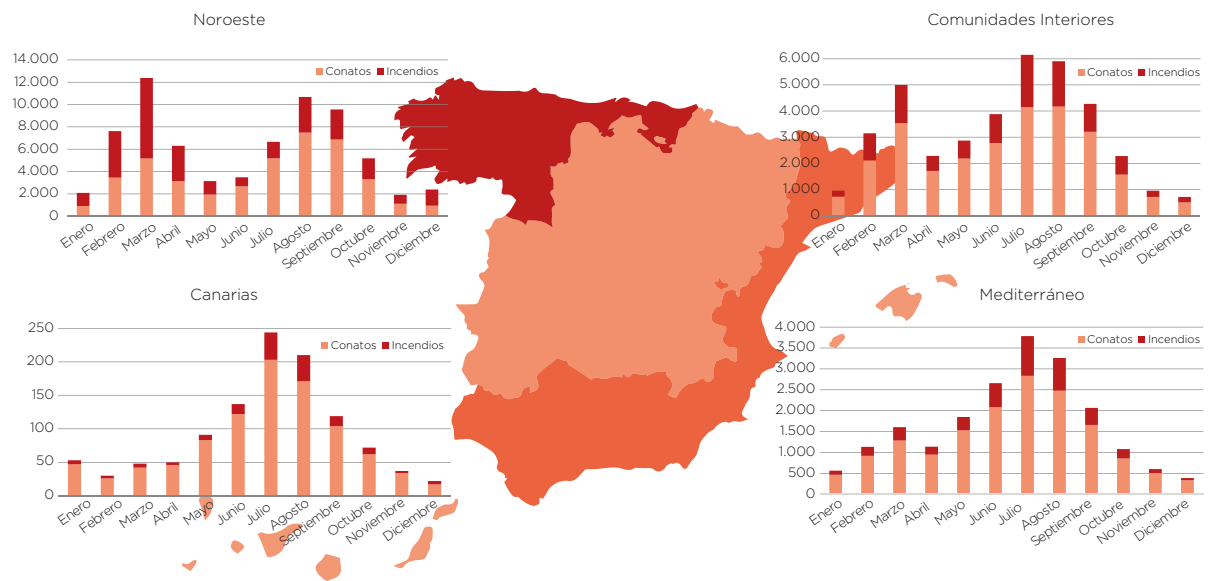 Noroeste
14.000
12.000
10.000
8.000
6.000
4.000
2.000
0
Conatos Incendios
Enero Febrero Marzo Abril Mayo Junio Julio Agosto Septiembre Octubre Noviembre Diciembre
Comunidades Interiores
6.000
5.000
4.000
3.000
2.000
1.000
0
Conatos Incendios
Enero Febrero Marzo Abril Mayo Junio Julio Agosto Septiembre Octubre Noviembre Diciembre
Canarias
250
200
150
100
50
0
Conatos Incendios
Enero Febrero Marzo Abril Mayo Junio Julio Agosto Septiembre Octubre Noviembre Diciembre
Mediterráneo
4.000
3.500
3.000
2.500
2.000
1.500
1.000
500
0
Conatos Incendios
Enero Febrero Marzo Abril Mayo Junio Julio Agosto Septiembre Octubre Noviembre Diciembre